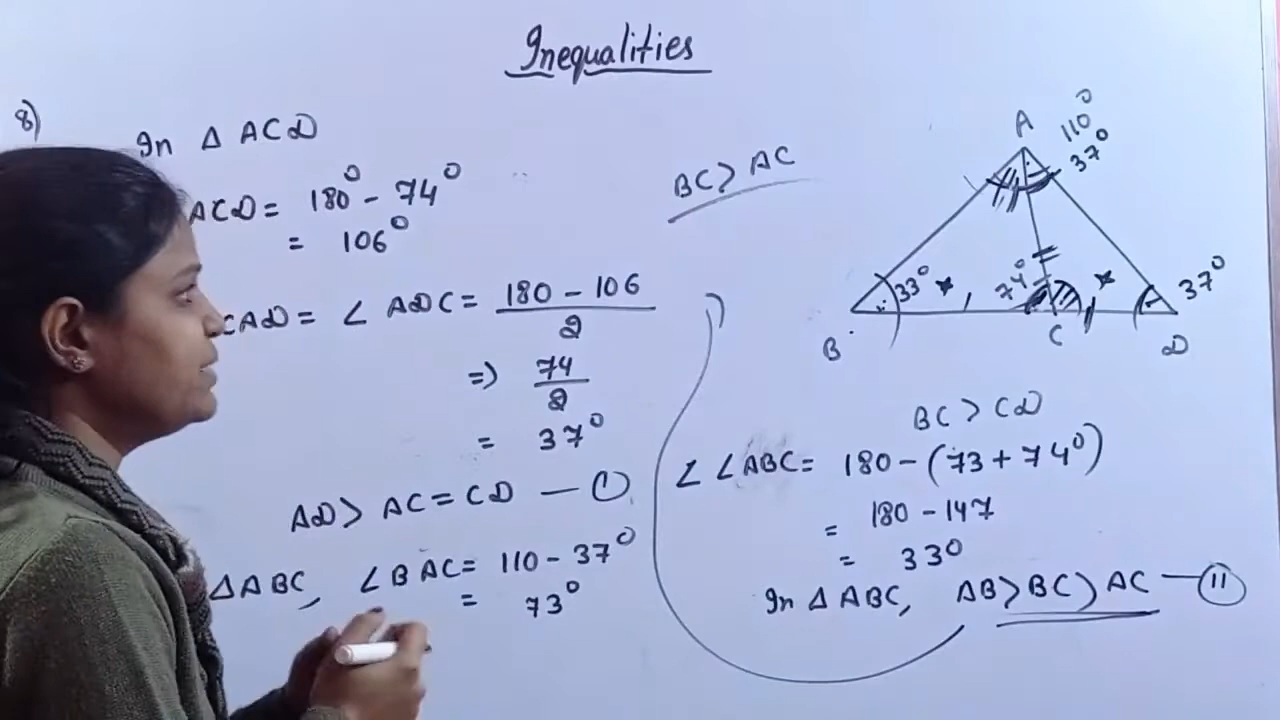 Inequalities
8)
In Δ ACD
ACD = 180° - 74°
= 106°
CAD = ∠ ADC = 180 - 106 / 2
=> 74 / 2
= 37°
AD > AC = CD — (1)
ΔABC, ∠BAC = 110 - 37°
= 73°
BC > AC
A
110°
37°
33°
74°
37°
B
C
D
BC > CD
∠ ∠ABC = 180 - (73 + 74°)
= 180 - 147
= 33°
In Δ ABC, AB > BC > AC — (11)